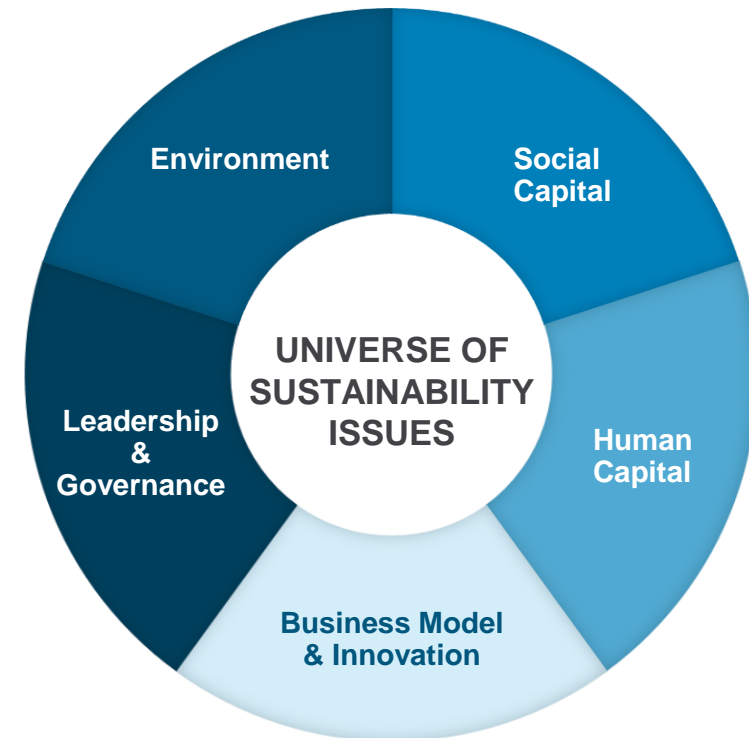 Environment
Social
Capital
UNIVERSE OF
SUSTAINABILITY
ISSUES
Leadership
&
Governance
Human
Capital
Business Model
& Innovation